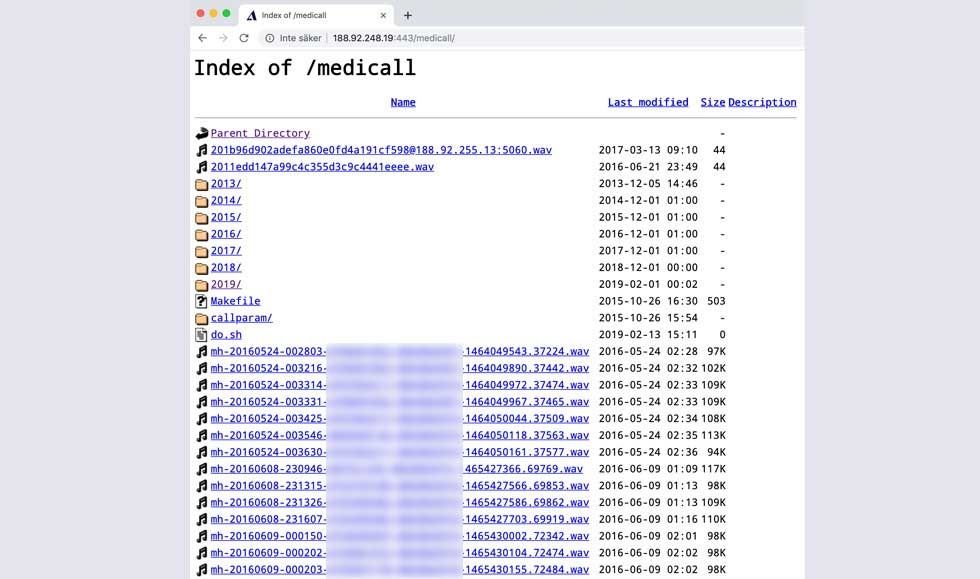 Index of /medicall
Inte säker 188.92.248.19:443/medicall/
Index of /medicall
Name Last modified Size Description
Parent Directory -
201b96d902adefa860e0fd4a191cf598@188.92.255.13:5060.wav 2017-03-13 09:10 44
2011edd147a99c4c355d3c9c4441eeee.wav 2016-06-21 23:49 44
2013/ 2013-12-05 14:46 -
2014/ 2014-12-01 01:00 -
2015/ 2015-12-01 01:00 -
2016/ 2016-12-01 01:00 -
2017/ 2017-12-01 01:00 -
2018/ 2018-12-01 00:00 -
2019/ 2019-02-01 00:02 -
Makefile 2015-10-26 16:30 503
callparam/ 2015-10-26 15:54 -
do.sh 2019-02-13 15:11 0
mh-20160524-002803- -1464049543.37224.wav 2016-05-24 02:28 97K
mh-20160524-003216- -1464049890.37442.wav 2016-05-24 02:32 102K
mh-20160524-003314- -1464049972.37474.wav 2016-05-24 02:33 109K
mh-20160524-003331- -1464049967.37465.wav 2016-05-24 02:33 109K
mh-20160524-003425- -1464050044.37509.wav 2016-05-24 02:34 108K
mh-20160524-003546- -1464050118.37563.wav 2016-05-24 02:35 113K
mh-20160524-003630- -1464050161.37577.wav 2016-05-24 02:36 94K
mh-20160608-230946- 465427366.69769.wav 2016-06-09 01:09 117K
mh-20160608-231315- -1465427566.69853.wav 2016-06-09 01:13 98K
mh-20160608-231326- -1465427586.69862.wav 2016-06-09 01:13 109K
mh-20160608-231607- -1465427703.69919.wav 2016-06-09 01:16 110K
mh-20160609-000150- -1465430002.72342.wav 2016-06-09 02:01 98K
mh-20160609-000202- -1465430104.72474.wav 2016-06-09 02:02 98K
mh-20160609-000203- -1465430155.72484.wav 2016-06-09 02:02 98K